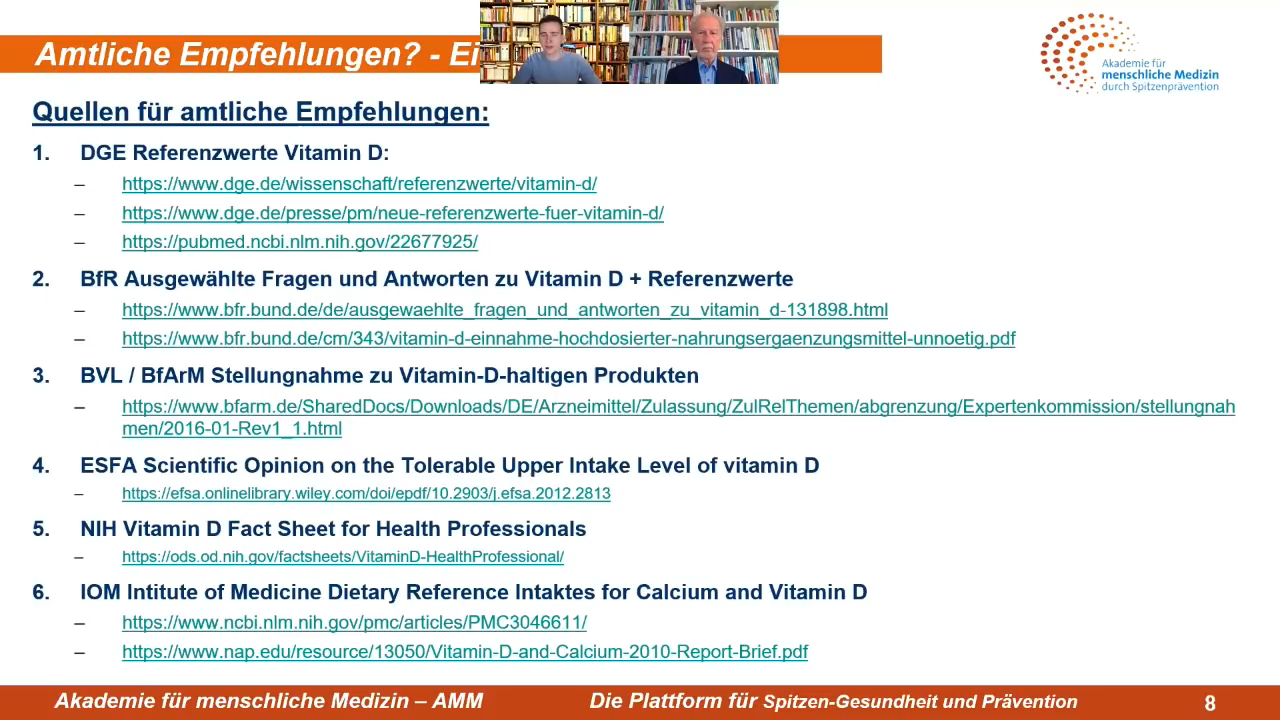 Amtliche Empfehlungen? - Ei
Akademie für
menschliche Medizin
durch Spitzenprävention
Quellen für amtliche Empfehlungen:
1. DGE Referenzwerte Vitamin D:
– https://www.dge.de/wissenschaft/referenzwerte/vitamin-d/
– https://www.dge.de/presse/pm/neue-referenzwerte-fuer-vitamin-d/
– https://pubmed.ncbi.nlm.nih.gov/22677925/
2. BfR Ausgewählte Fragen und Antworten zu Vitamin D + Referenzwerte
– https://www.bfr.bund.de/de/ausgewaehlte_fragen_und_antworten_zu_vitamin_d-131898.html
– https://www.bfr.bund.de/cm/343/vitamin-d-einnahme-hochdosierter-nahrungsergaenzungsmittel-unnoetig.pdf
3. BVL / BfArM Stellungnahme zu Vitamin-D-haltigen Produkten
– https://www.bfarm.de/SharedDocs/Downloads/DE/Arzneimittel/Zulassung/ZulRelThemen/abgrenzung/Expertenkommission/stellungnah
men/2016-01-Rev1_1.html
4. ESFA Scientific Opinion on the Tolerable Upper Intake Level of vitamin D
– https://efsa.onlinelibrary.wiley.com/doi/epdf/10.2903/j.efsa.2012.2813
5. NIH Vitamin D Fact Sheet for Health Professionals
– https://ods.od.nih.gov/factsheets/VitaminD-HealthProfessional/
6. IOM Intitute of Medicine Dietary Reference Intaktes for Calcium and Vitamin D
– https://www.ncbi.nlm.nih.gov/pmc/articles/PMC3046611/
– https://www.nap.edu/resource/13050/Vitamin-D-and-Calcium-2010-Report-Brief.pdf
Akademie für menschliche Medizin – AMM Die Plattform für Spitzen-Gesundheit und Prävention 8